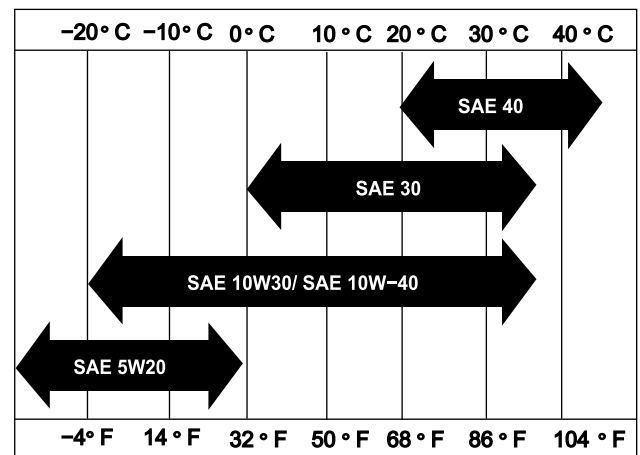 −20° C −10° C 0° C 10° C 20° C 30° C 40° C
SAE 40
SAE 30
SAE 10W30/ SAE 10W−40
SAE 5W20
−4° F 14° F 32° F 50° F 68° F 86° F 104° F